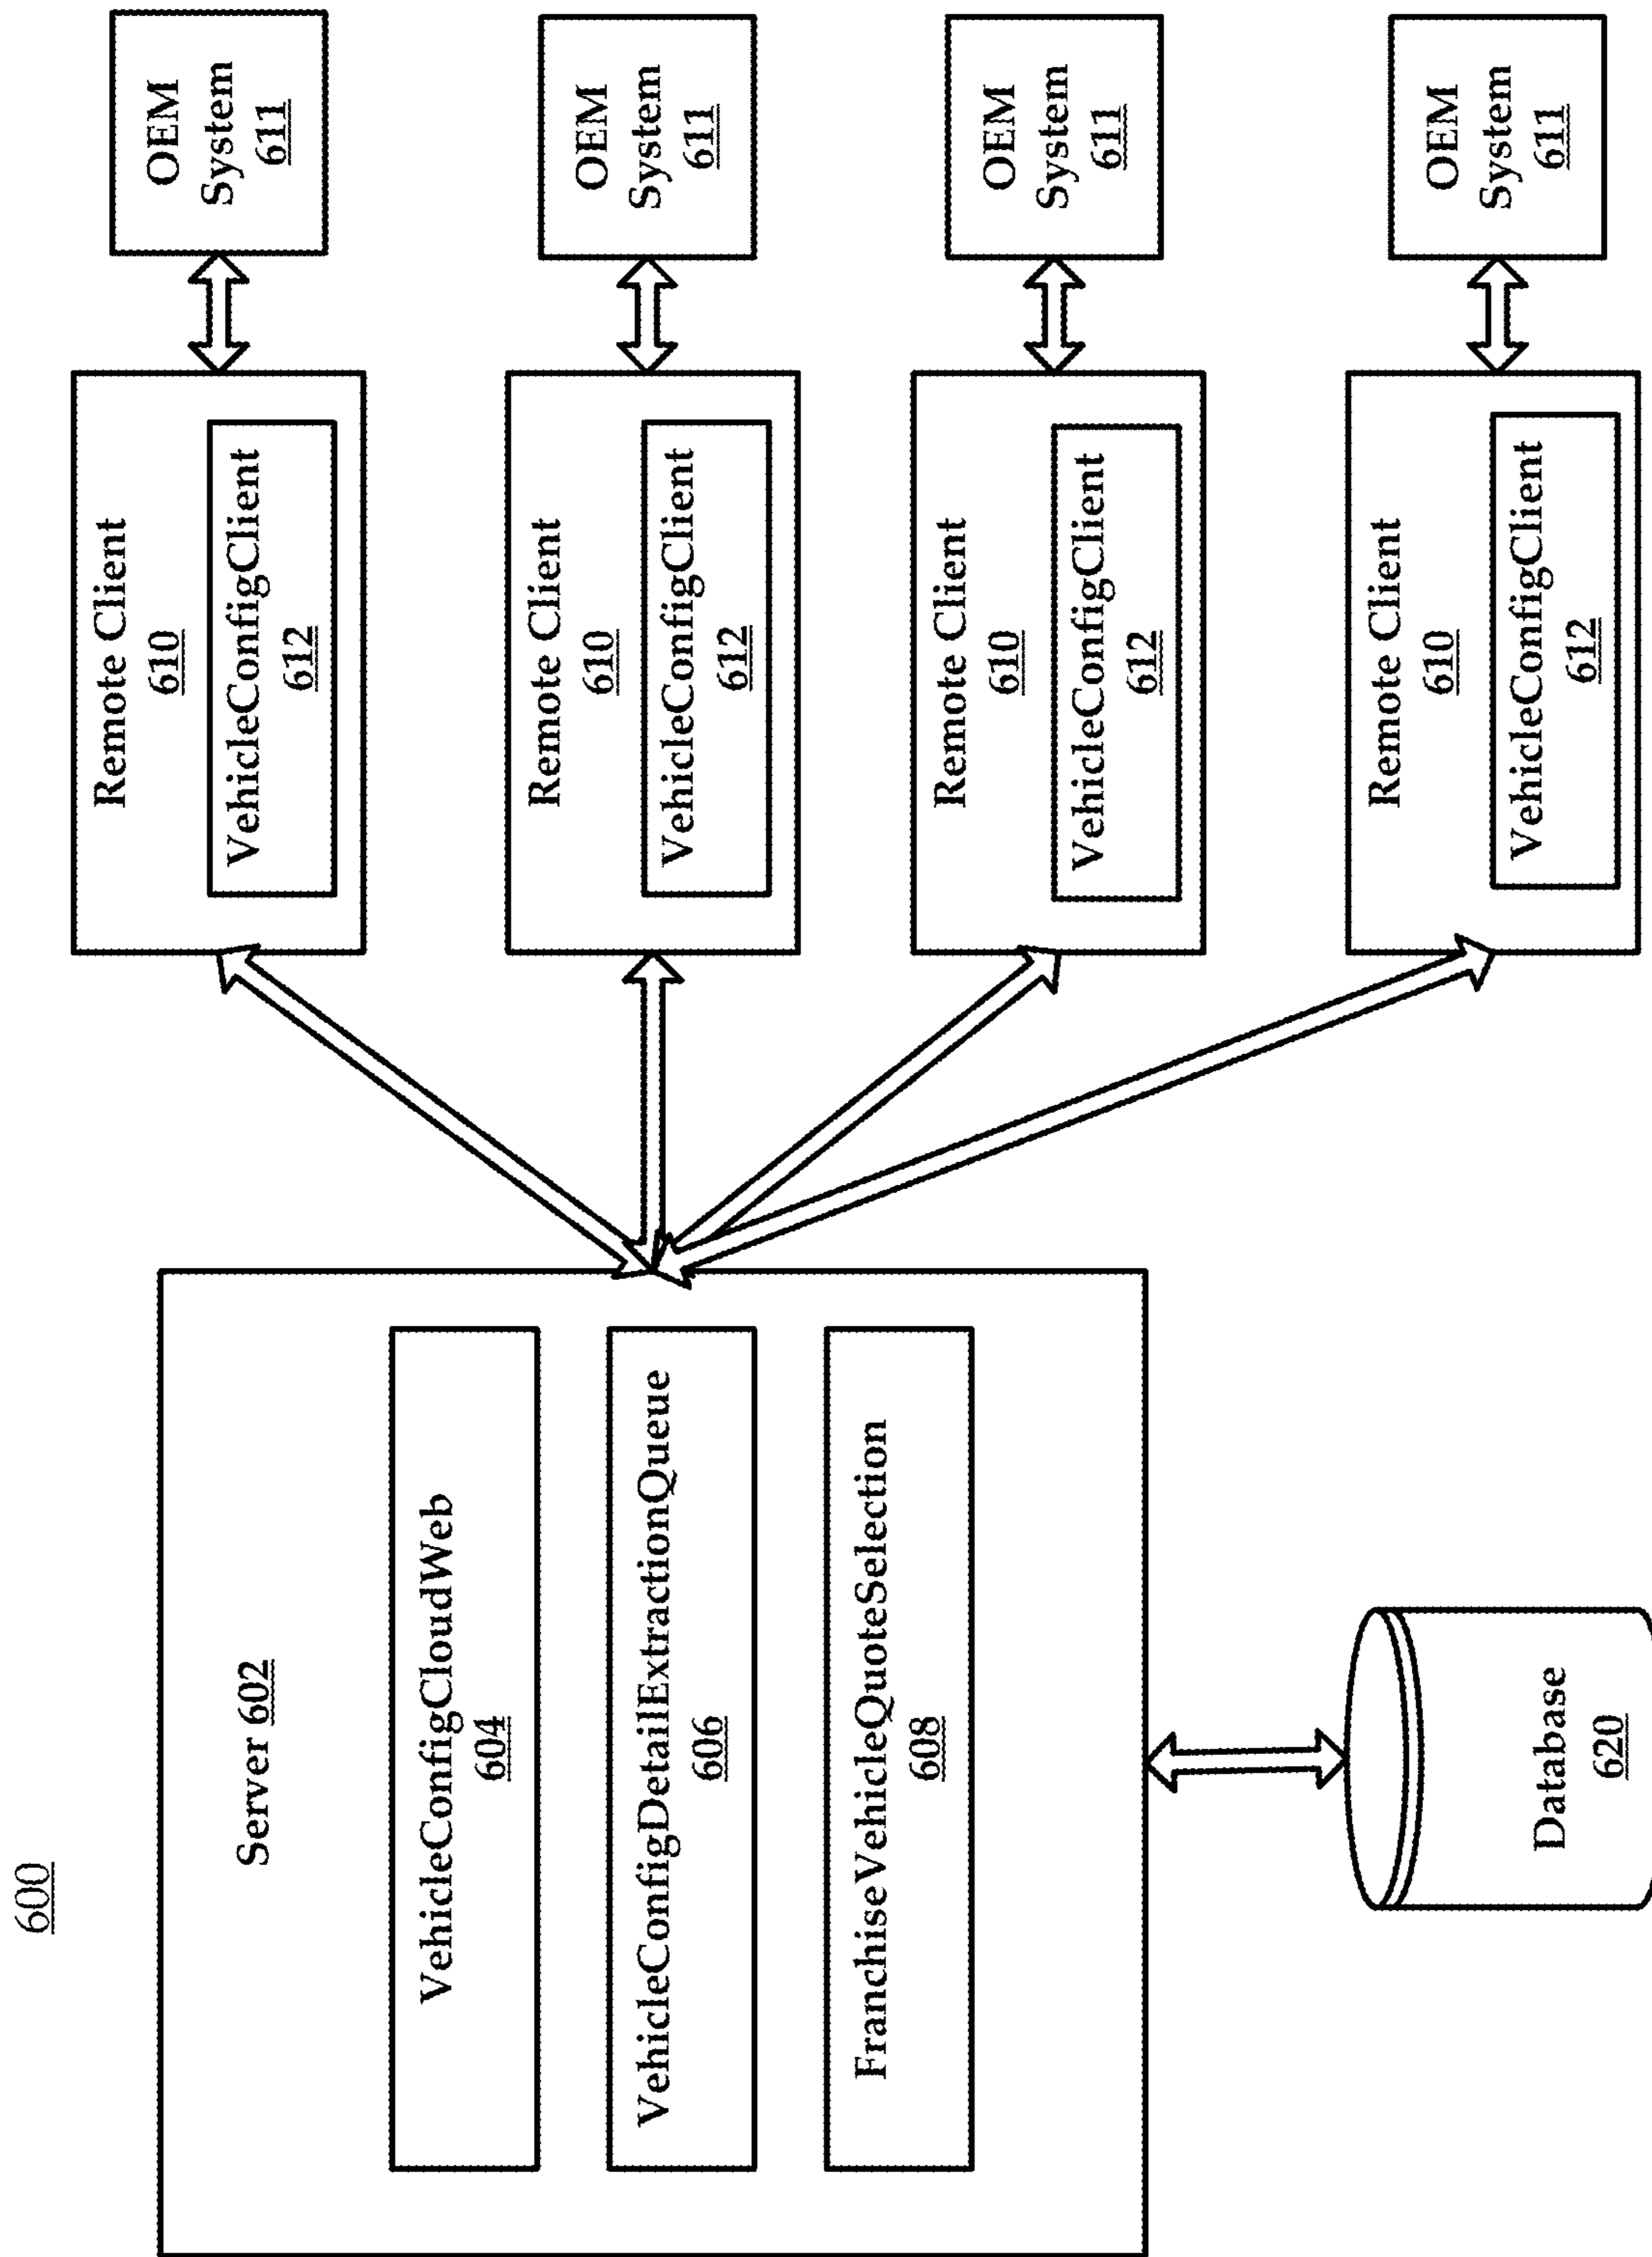 600
Server 602
VehicleConfigCloudWeb
604
VehicleConfigDetailExtractionQueue
606
FranchiseVehicleQuoteSelection
608
Database
620
Remote Client
610
VehicleConfigClient
612
OEM
System
611
Remote Client
610
VehicleConfigClient
612
OEM
System
611
Remote Client
610
VehicleConfigClient
612
OEM
System
611
Remote Client
610
VehicleConfigClient
612
OEM
System
611